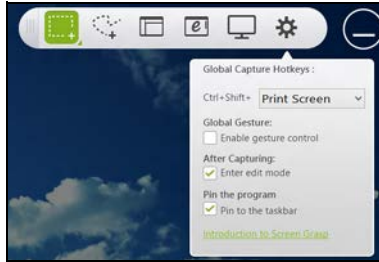 Global Capture Hotkeys :
Ctrl+Shift+ Print Screen
Global Gesture:
Enable gesture control
After Capturing:
Enter edit mode
Pin the program
Pin to the taskbar
Introduction to Screen Grasp